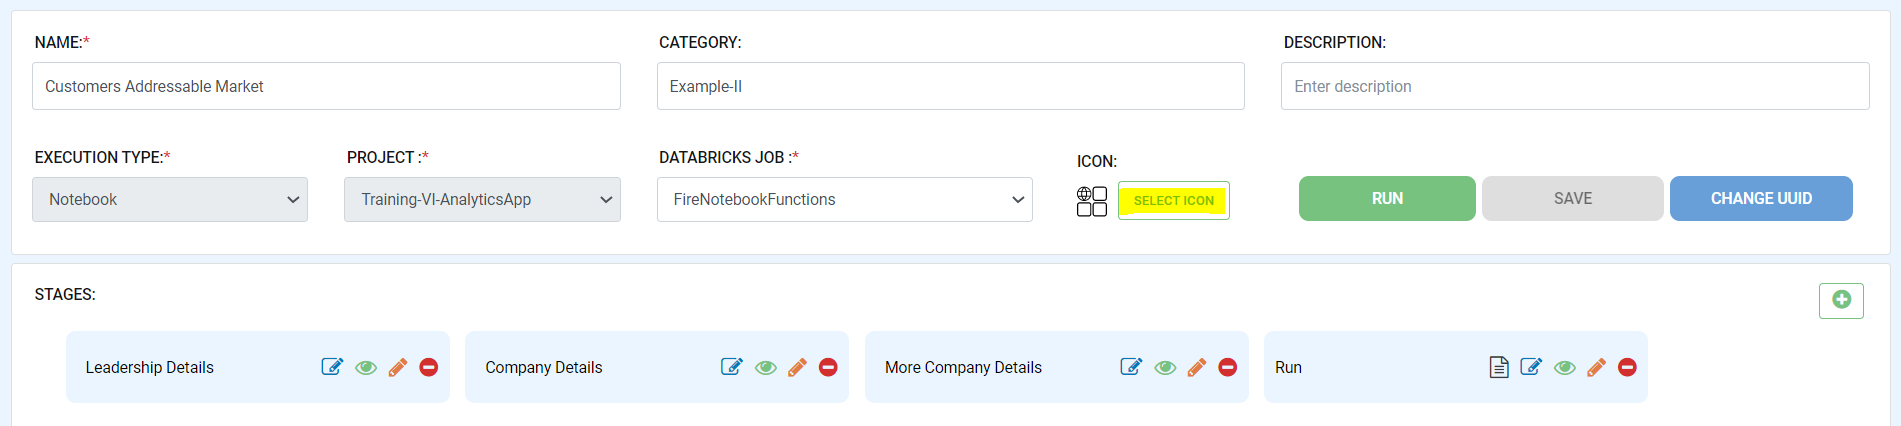 NAME:* CATEGORY: DESCRIPTION:
Customers Addressable Market Example-II Enter description
EXECUTION TYPE:* PROJECT :* DATABRICKS JOB :* ICON:
Notebook Training-VI-AnalyticsApp FireNotebookFunctions SELECT ICON RUN SAVE CHANGE UUID
STAGES:
Leadership Details Company Details More Company Details Run